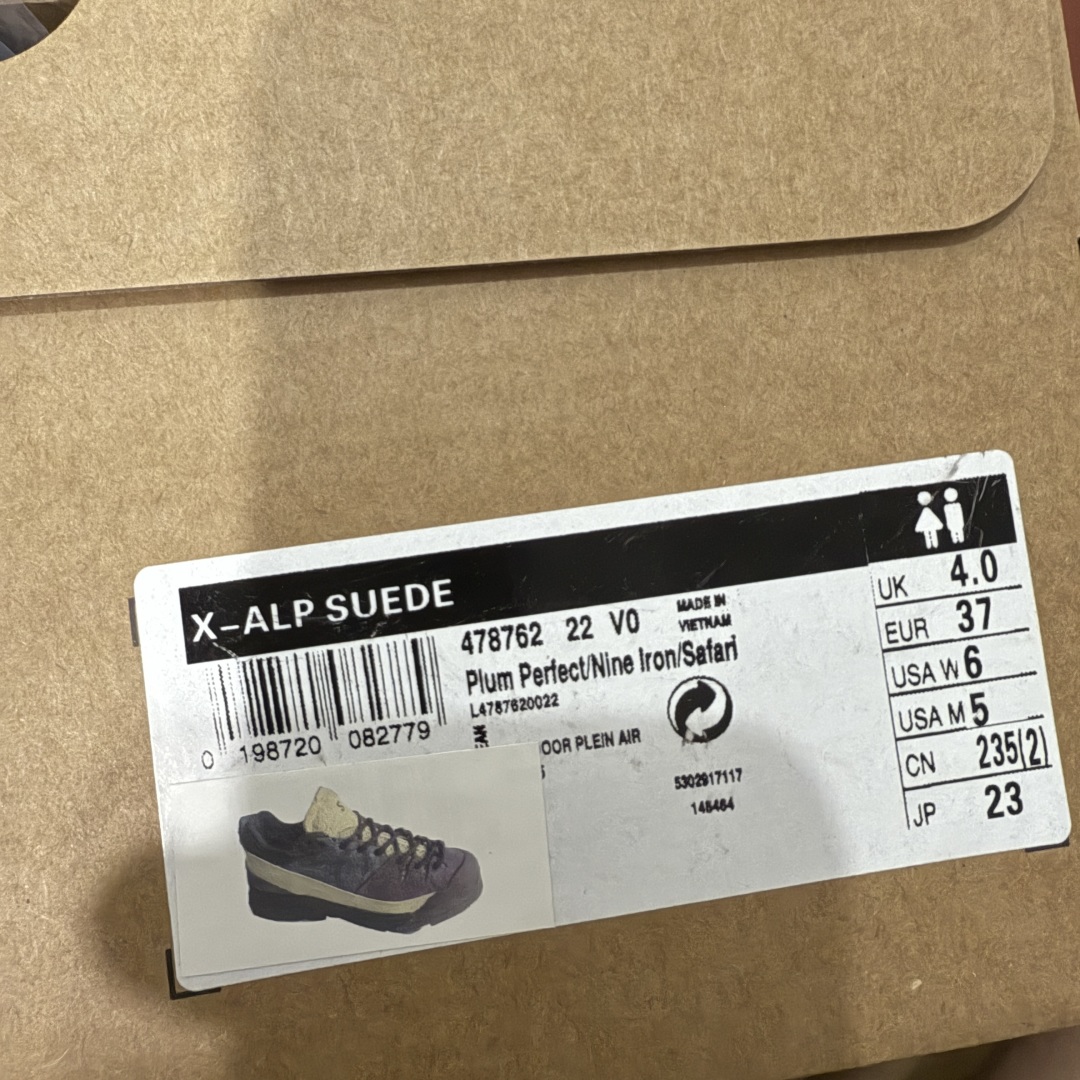 X-ALP SUEDE
478762 22 V0
MADE IN
VIETNAM
Plum Perfect/Nine Iron/Safari
L4787620022
OOR PLEIN AIR
0 198720 082779
5302917117
UK 4.0
EUR 37
USA W 6
USA M 5
CN 235(2)
JP 23